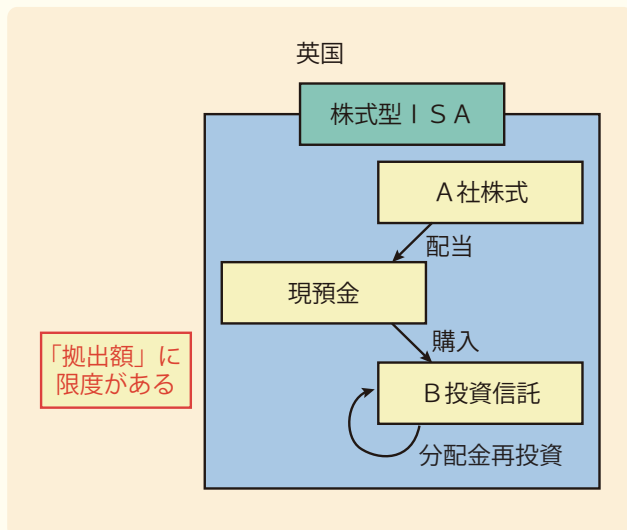 英国
株式型ＩＳＡ
Ａ社株式
配当
現預金
購入
「拠出額」に
限度がある
Ｂ投資信託
分配金再投資